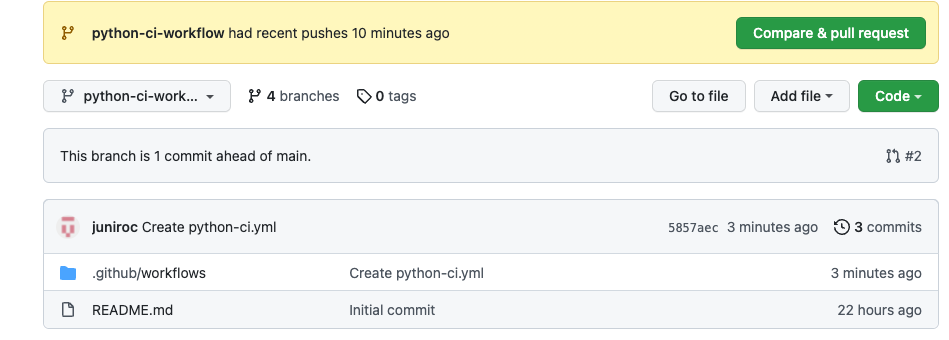 python-ci-workflow had recent pushes 10 minutes ago
Compare & pull request
python-ci-work...
4 branches
0 tags
Go to file
Add file
Code
This branch is 1 commit ahead of main.
#2
juniroc Create python-ci.yml
5857aec 3 minutes ago
3 commits
.github/workflows
Create python-ci.yml
3 minutes ago
README.md
Initial commit
22 hours ago